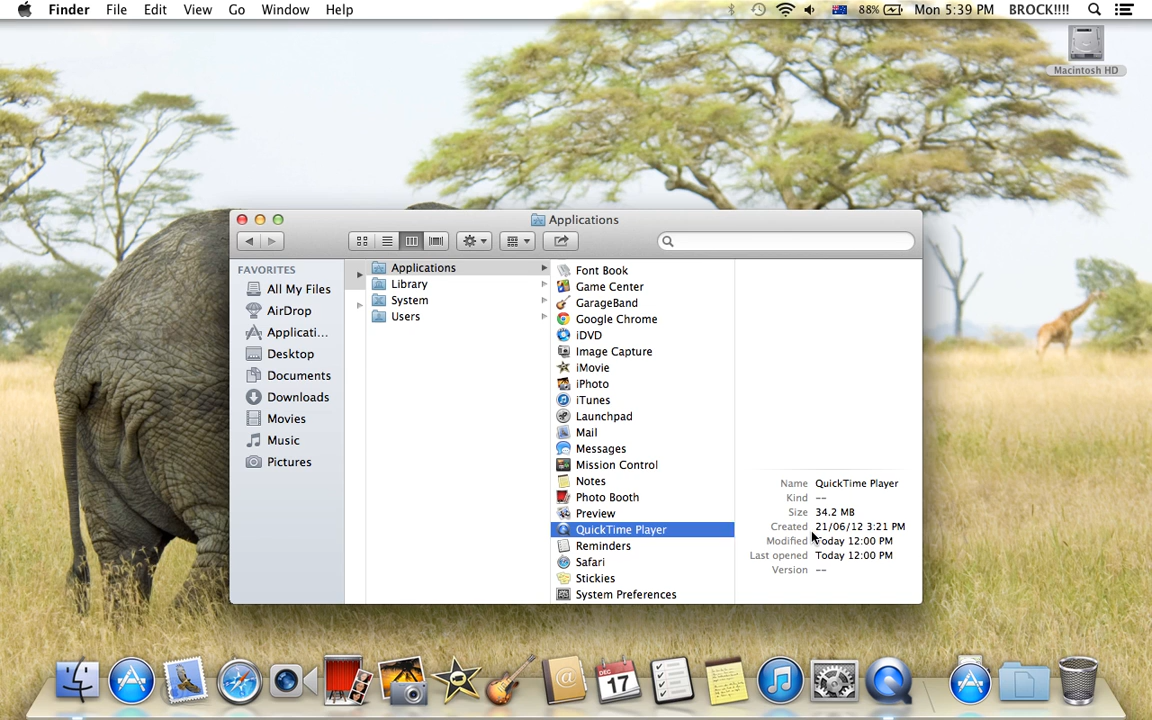 Finder File Edit View Go Window Help 88% Mon 5:39 PM BROCK!!!!
Macintosh HD
Applications
FAVORITES
All My Files
AirDrop
Applicati...
Desktop
Documents
Downloads
Movies
Music
Pictures
Applications
Library
System
Users
Font Book
Game Center
GarageBand
Google Chrome
iDVD
Image Capture
iMovie
iPhoto
iTunes
Launchpad
Mail
Messages
Mission Control
Notes
Photo Booth
Preview
QuickTime Player
Reminders
Safari
Stickies
System Preferences
Name QuickTime Player
Kind --
Size 34.2 MB
Created 21/06/12 3:21 PM
Modified Today 12:00 PM
Last opened Today 12:00 PM
Version --
DEC
17